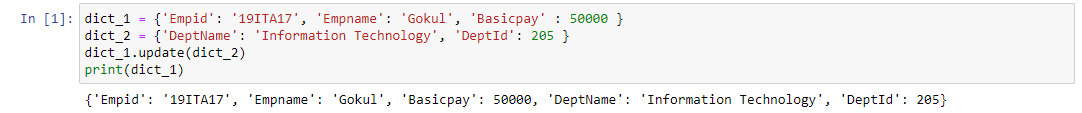 In [1]: dict_1 = {'Empid': '19ITA17', 'Empname': 'Gokul', 'Basicpay' : 50000 }
dict_2 = {'DeptName': 'Information Technology', 'DeptId': 205 }
dict_1.update(dict_2)
print(dict_1)
{'Empid': '19ITA17', 'Empname': 'Gokul', 'Basicpay': 50000, 'DeptName': 'Information Technology', 'DeptId': 205}